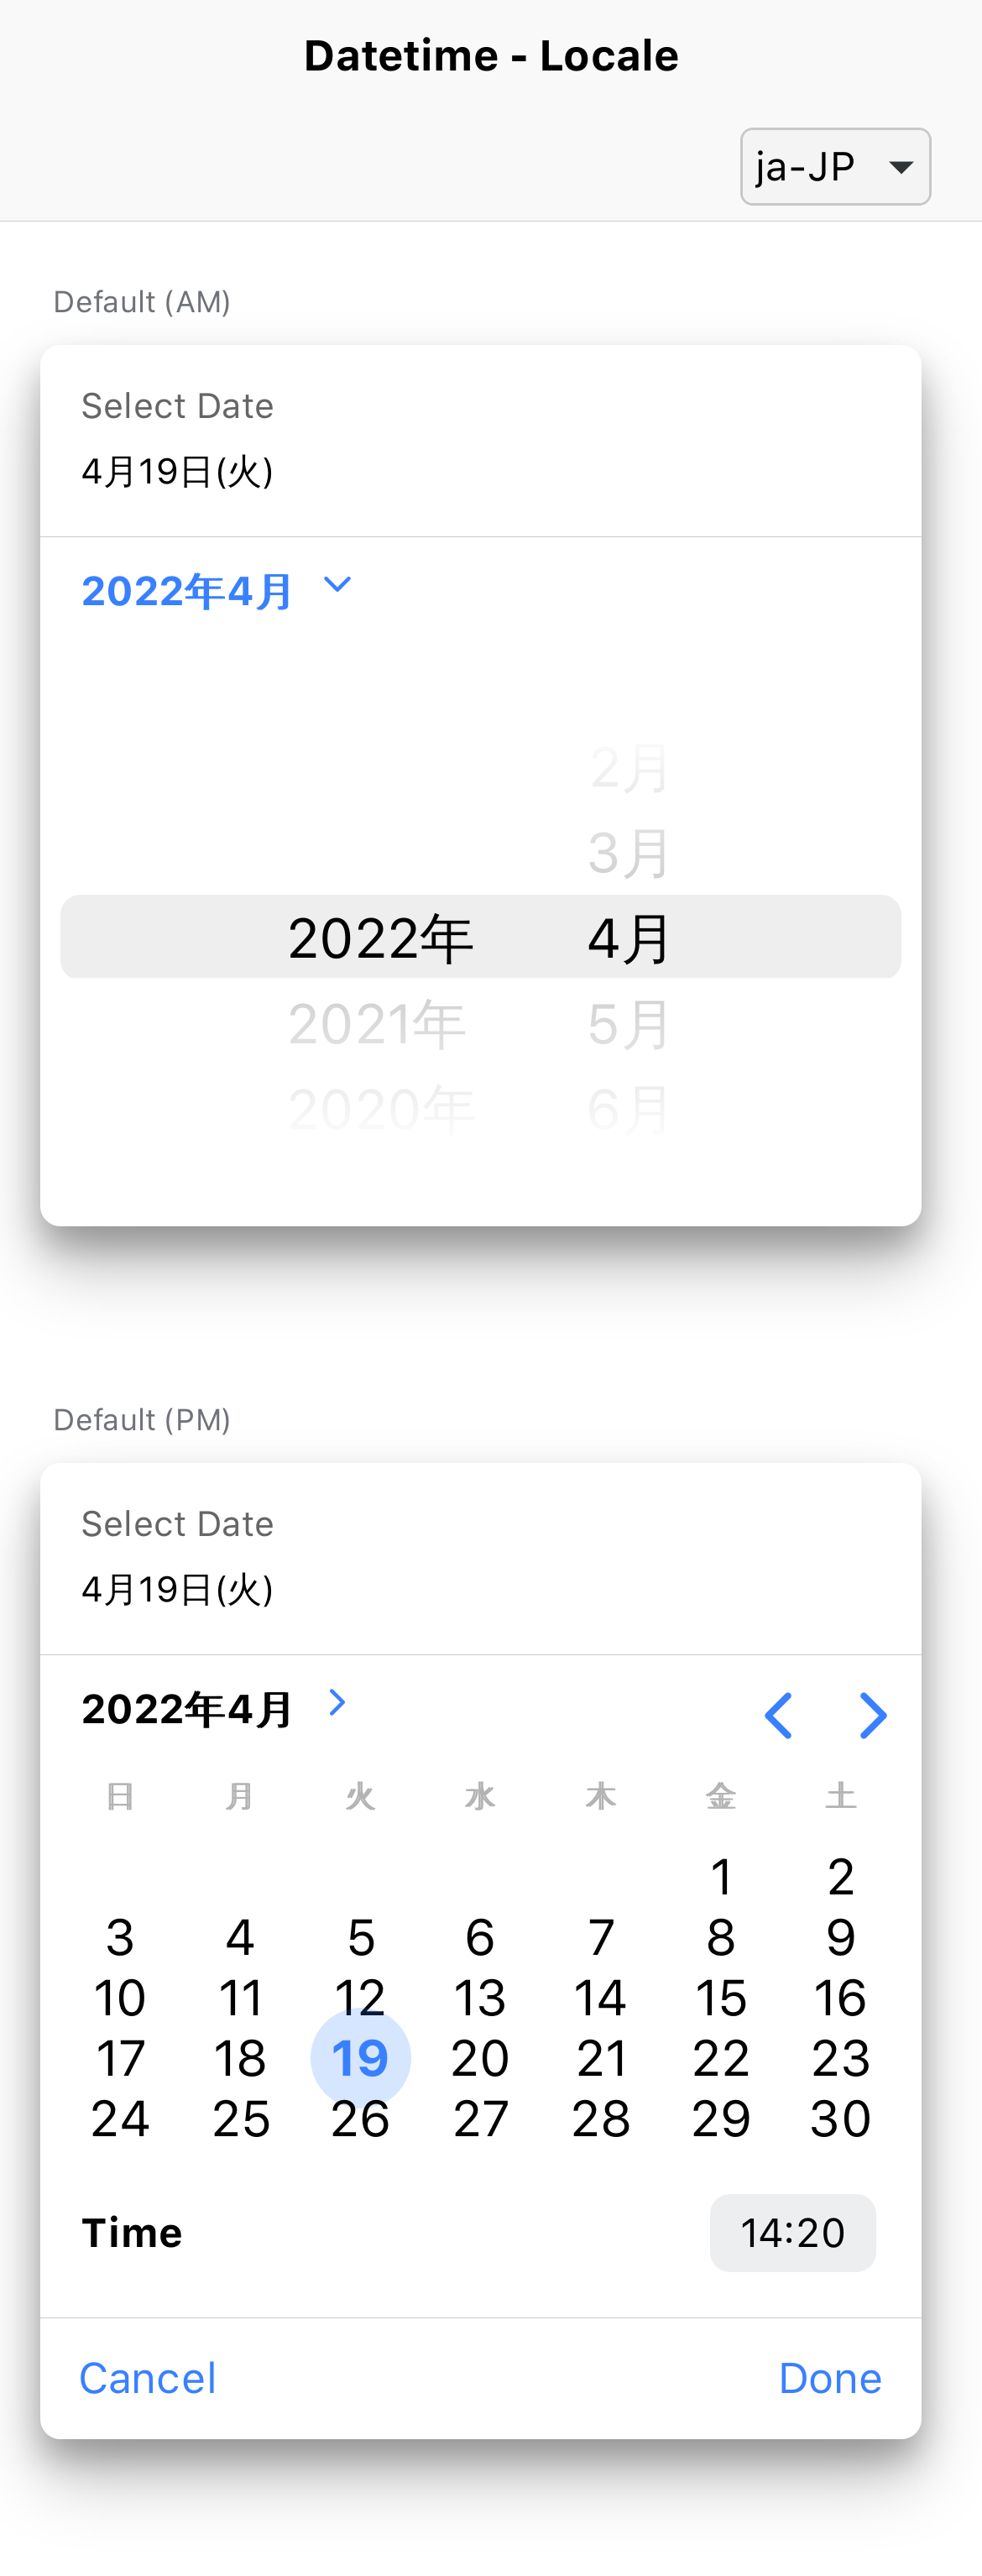 Datetime - Locale
ja-JP
Default (AM)
Select Date
4月19日(火)
2022年4月
2月
3月
2022年 4月
2021年 5月
2020年 6月
Default (PM)
Select Date
4月19日(火)
2022年4月
日 月 火 水 木 金 土
1 2
3 4 5 6 7 8 9
10 11 12 13 14 15 16
17 18 19 20 21 22 23
24 25 26 27 28 29 30
Time 14:20
Cancel Done